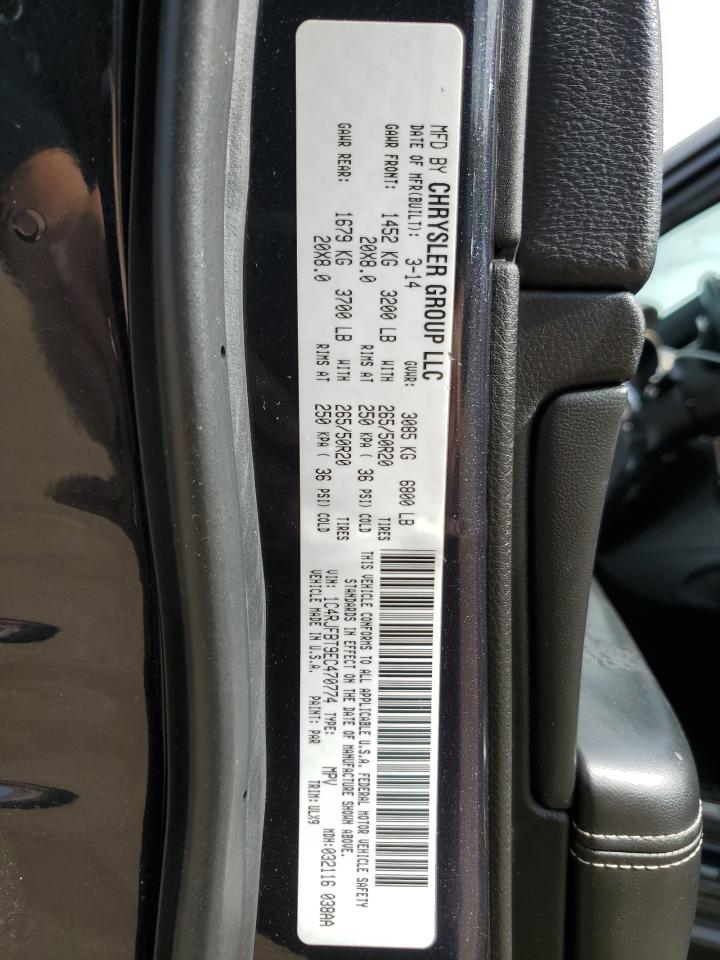 MFD BY CHRYSLER GROUP LLC
DATE OF MFR(BUILT): 3-14 GVWR: 3085 KG 6800 LB
GAWR FRONT: 1452 KG 3200 LB WITH 265/50R20 TIRES
20X8.0 RIMS AT 250 KPA ( 36 PSI) COLD
GAWR REAR: 1679 KG 3700 LB WITH 265/50R20 TIRES
20X8.0 RIMS AT 250 KPA ( 36 PSI) COLD
THIS VEHICLE CONFORMS TO ALL APPLICABLE U.S.A. FEDERAL MOTOR VEHICLE SAFETY
STANDARDS IN EFFECT ON THE DATE OF MANUFACTURE SHOWN ABOVE.
VIN: 1C4RJFBT9EC470774 TYPE: MPV MDH:032116 038AA
VEHICLE MADE IN U.S.A. PAINT: PAR TRIM:ULX9